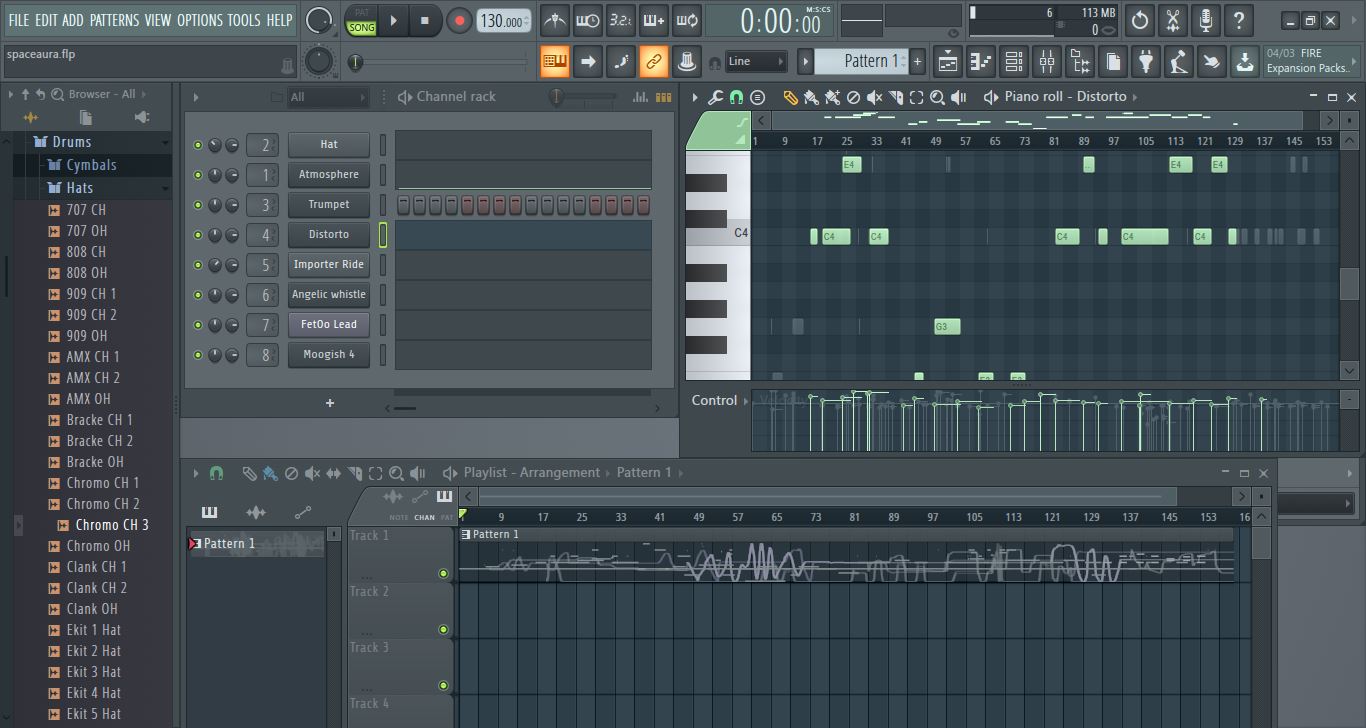 FILE EDIT ADD PATTERNS VIEW OPTIONS TOOLS HELP
PAT
SONG
130.000
3.2.
0:00:00
M:S:CS
6
113 MB
0
?
spaceaura.flp
Line
Pattern 1
+
04/03 FIRE
Expansion Packs..
Browser - All
Drums
Cymbals
Hats
707 CH
707 OH
808 CH
808 OH
909 CH 1
909 CH 2
909 OH
AMX CH 1
AMX CH 2
AMX OH
Bracke CH 1
Bracke CH 2
Bracke OH
Chromo CH 1
Chromo CH 2
Chromo CH 3
Chromo OH
Clank CH 1
Clank CH 2
Clank OH
Ekit 1 Hat
Ekit 2 Hat
Ekit 3 Hat
Ekit 4 Hat
Ekit 5 Hat
All
Channel rack
2 Hat
1 Atmosphere
3 Trumpet
4 Distorto
5 Importer Ride
6 Angelic whistle
7 FetOo Lead
8 Moogish 4
+
Piano roll - Distorto
1 9 17 25 33 41 49 57 65 73 81 89 97 105 113 121 129 137 145 153
E4 .. E4 E4
C4
C4 C4 C4 C4 C4
G3
Control
Velocity
Playlist - Arrangement Pattern 1
NOTE CHAN PAT
9 17 25 33 41 49 57 65 73 81 89 97 105 113 121 129 137 145 153 16
Pattern 1
Track 1
...
Pattern 1
Track 2
...
Track 3
...
Track 4